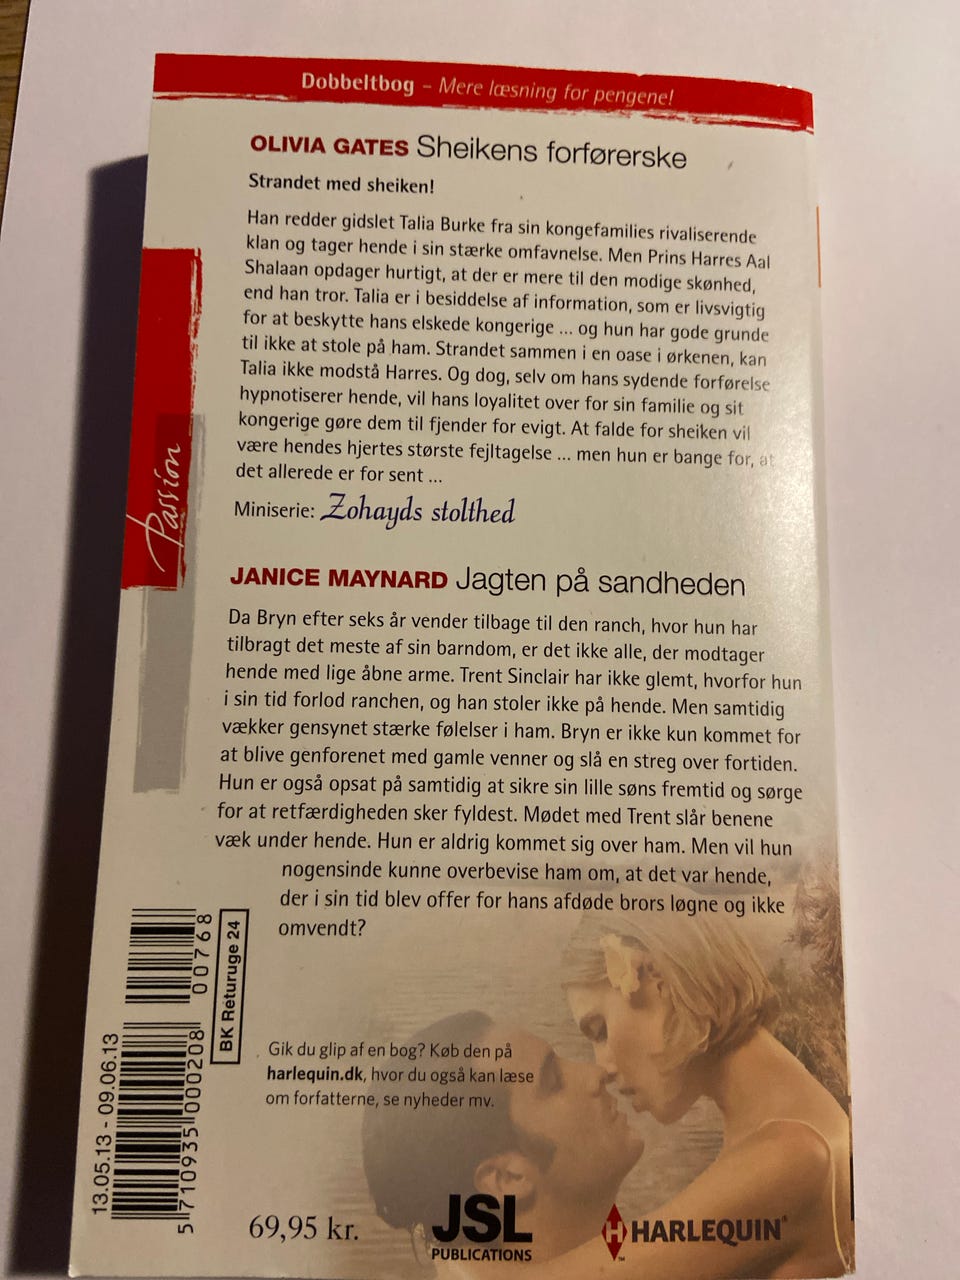 Dobbeltbog – Mere læsning for pengene!
OLIVIA GATES Sheikens forførerske
Strandet med sheiken!
Han redder gidslet Talia Burke fra sin kongefamilies rivaliserende
klan og tager hende i sin stærke omfavnelse. Men Prins Harres Aal
Shalaan opdager hurtigt, at der er mere til den modige skønhed,
end han tror. Talia er i besiddelse af information, som er livsvigtig
for at beskytte hans elskede kongerige ... og hun har gode grunde
til ikke at stole på ham. Strandet sammen i en oase i ørkenen, kan
Talia ikke modstå Harres. Og dog, selv om hans sydende forførelse
hypnotiserer hende, vil hans loyalitet over for sin familie og sit
kongerige gøre dem til fjender for evigt. At falde for sheiken vil
være hendes hjertes største fejltagelse ... men hun er bange for, at
det allerede er for sent ...
Miniserie: Zohayds stolthed
Passion
JANICE MAYNARD Jagten på sandheden
Da Bryn efter seks år vender tilbage til den ranch, hvor hun har
tilbragt det meste af sin barndom, er det ikke alle, der modtager
hende med lige åbne arme. Trent Sinclair har ikke glemt, hvorfor hun
i sin tid forlod ranchen, og han stoler ikke på hende. Men samtidig
vækker gensynet stærke følelser i ham. Bryn er ikke kun kommet for
at blive genforenet med gamle venner og slå en streg over fortiden.
Hun er også opsat på samtidig at sikre sin lille søns fremtid og sørge
for at retfærdigheden sker fyldest. Mødet med Trent slår benene
væk under hende. Hun er aldrig kommet sig over ham. Men vil hun
nogensinde kunne overbevise ham om, at det var hende,
der i sin tid blev offer for hans afdøde brors løgne og ikke
omvendt?
00768
BK Returuge 24
13.05.13 - 09.06.13
5 710935 000208
Gik du glip af en bog? Køb den på
harlequin.dk, hvor du også kan læse
om forfatterne, se nyheder mv.
69,95 kr.
JSL
PUBLICATIONS
H HARLEQUIN®
™